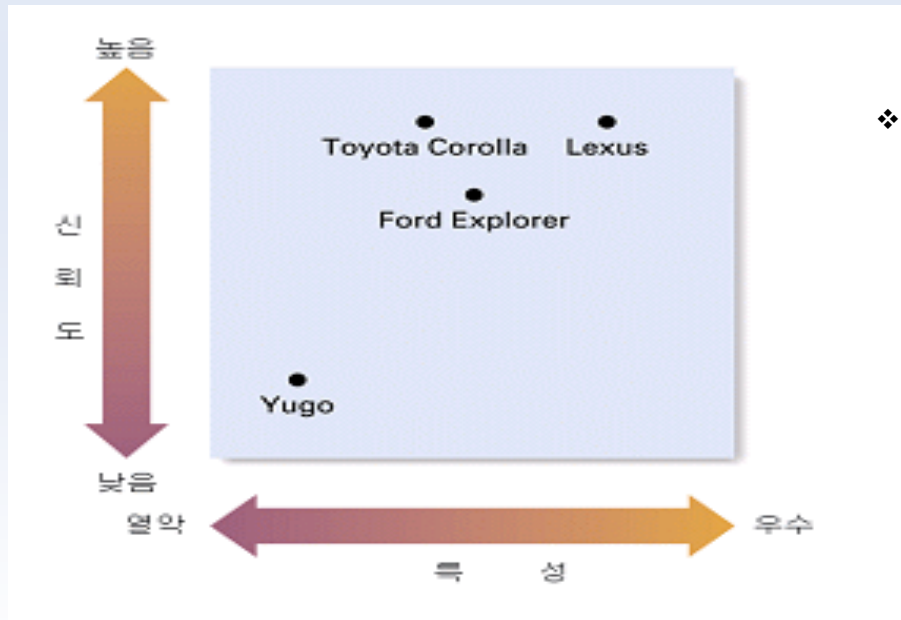 높음
Toyota Corolla Lexus
Ford Explorer
신
뢰
도
Yugo
낮음
열악 우수
특 성